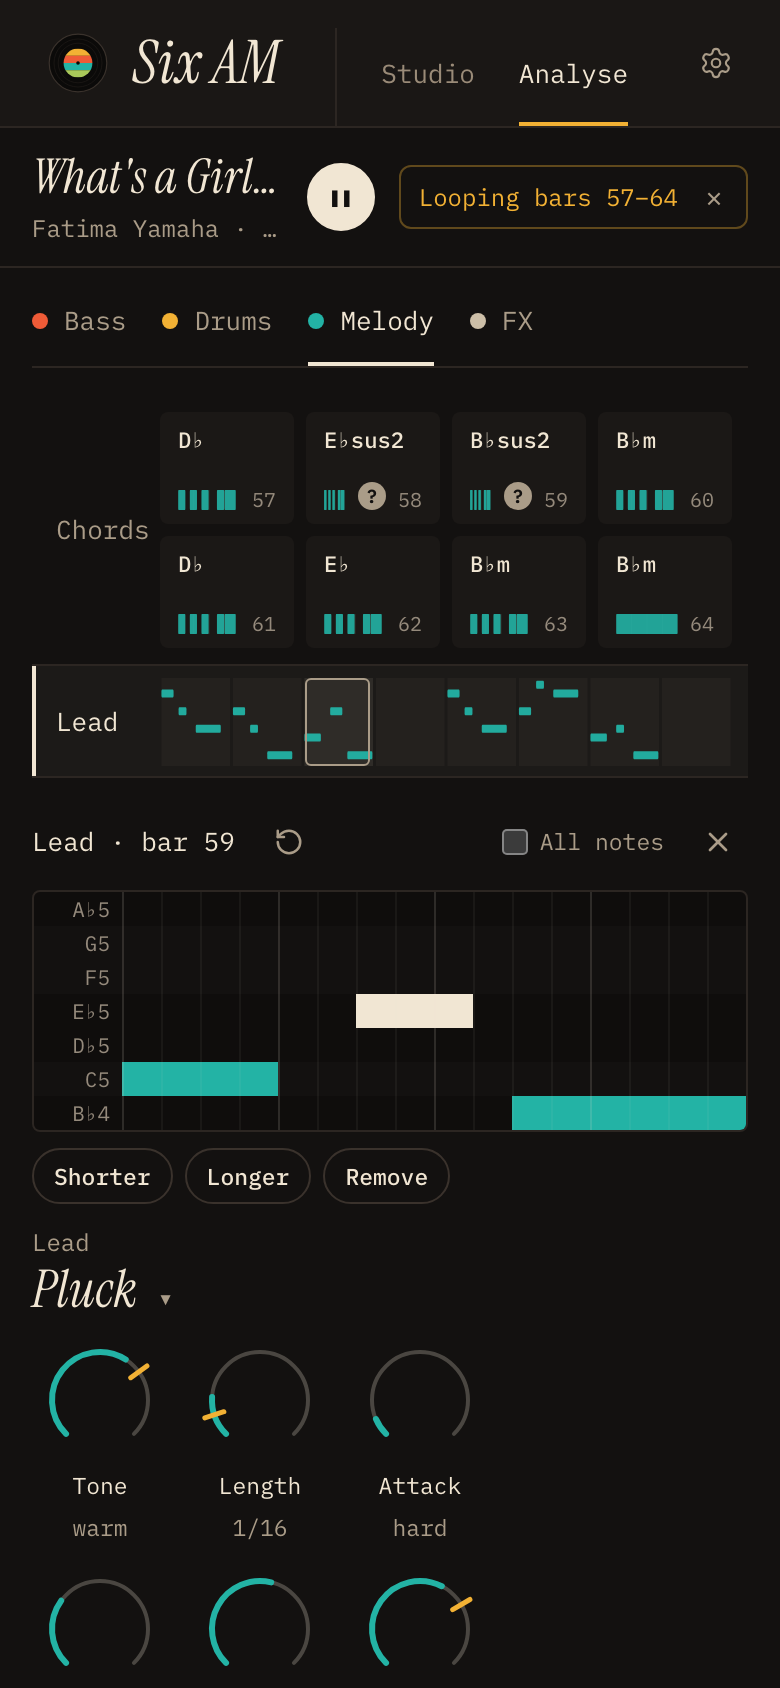 Six AM
Studio
Analyse
What's a Girl…
Fatima Yamaha · …
Looping bars 57–64 ×
Bass
Drums
Melody
FX
Chords
D♭
57
E♭sus2
? 58
B♭sus2
? 59
B♭m
60
D♭
61
E♭
62
B♭m
63
B♭m
64
Lead
Lead · bar 59
All notes
A♭5
G5
F5
E♭5
D♭5
C5
B♭4
Shorter
Longer
Remove
Lead
Pluck ▾
Tone
Length
Attack
warm
1/16
hard